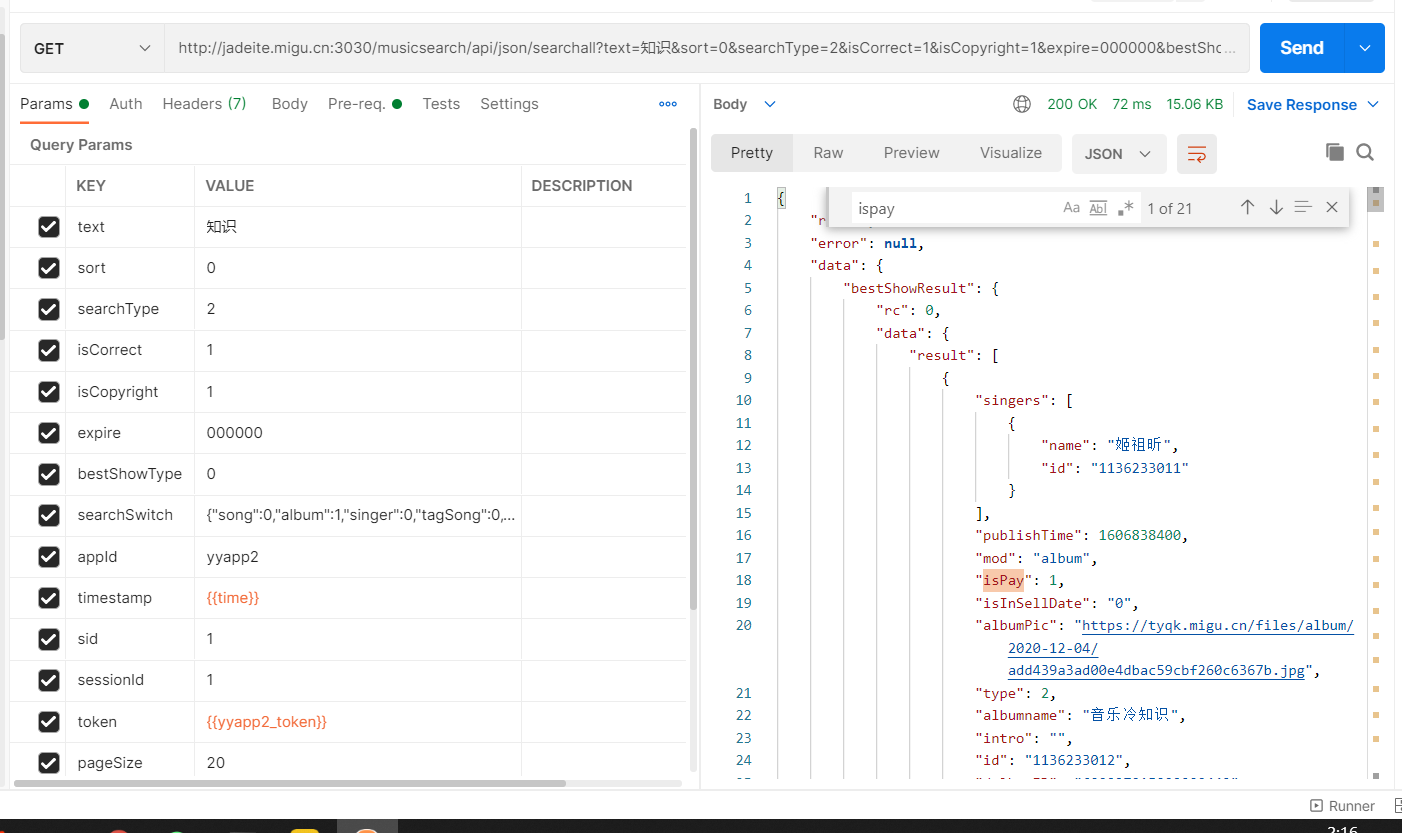 GET
http://jadeite.migu.cn:3030/musicsearch/api/json/searchall?text=知识&sort=0&searchType=2&isCorrect=1&isCopyright=1&expire=000000&bestSho...
Send
Params Auth Headers (7) Body Pre-req. Tests Settings
Query Params
KEY VALUE DESCRIPTION
text 知识
sort 0
searchType 2
isCorrect 1
isCopyright 1
expire 000000
bestShowType 0
searchSwitch {"song":0,"album":1,"singer":0,"tagSong":0,...
appId yyapp2
timestamp {{time}}
sid 1
sessionId 1
token {{yyapp2_token}}
pageSize 20
Body 200 OK 72 ms 15.06 KB Save Response
Pretty Raw Preview Visualize JSON
ispay Aa Abl .* 1 of 21
1 {
2 "r
3 "error": null,
4 "data": {
5 "bestShowResult": {
6 "rc": 0,
7 "data": {
8 "result": [
9 {
10 "singers": [
11 {
12 "name": "姬祖昕",
13 "id": "1136233011"
14 }
15 ],
16 "publishTime": 1606838400,
17 "mod": "album",
18 "isPay": 1,
19 "isInSellDate": "0",
20 "albumPic": "https://tyqk.migu.cn/files/album/
2020-12-04/
add439a3ad00e4dbac59cbf260c6367b.jpg",
21 "type": 2,
22 "albumname": "音乐冷知识",
23 "intro": "",
24 "id": "1136233012",
Runner